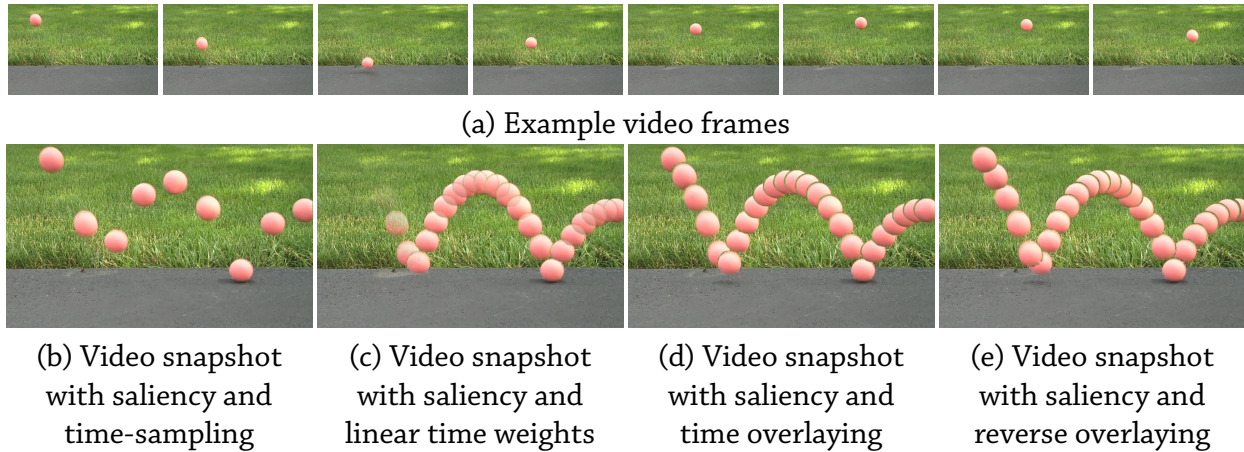 (a) Example video frames
(b) Video snapshot
with saliency and
time-sampling
(c) Video snapshot
with saliency and
linear time weights
(d) Video snapshot
with saliency and
time overlaying
(e) Video snapshot
with saliency and
reverse overlaying